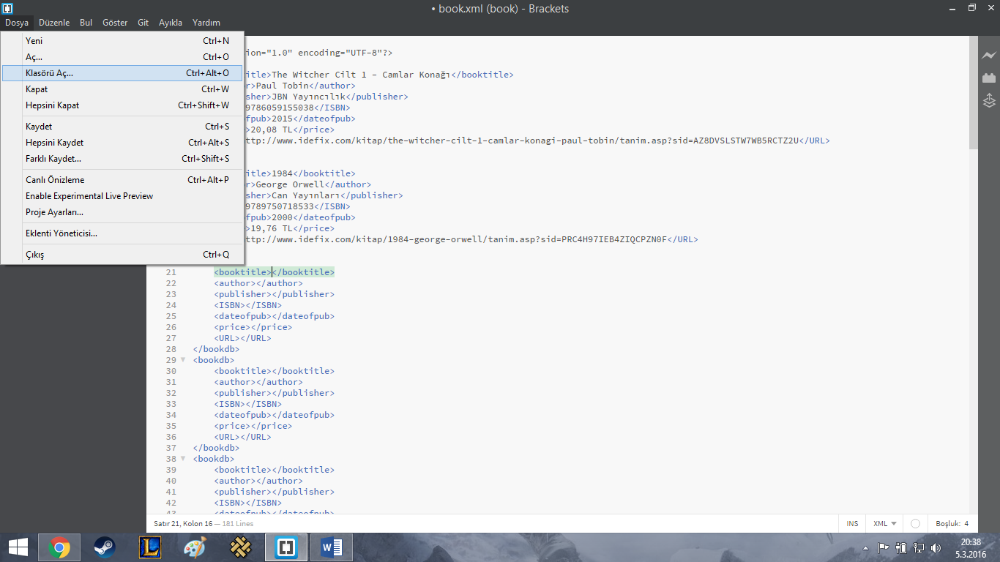 • book.xml (book) - Brackets
Dosya Düzenle Bul Göster Git Ayıkla Yardım
Yeni Ctrl+N
Aç... Ctrl+O
Klasörü Aç... Ctrl+Alt+O
Kapat Ctrl+W
Hepsini Kapat Ctrl+Shift+W
Kaydet Ctrl+S
Hepsini Kaydet Ctrl+Alt+S
Farklı Kaydet... Ctrl+Shift+S
Canlı Önizleme Ctrl+Alt+P
Enable Experimental Live Preview
Proje Ayarları...
Eklenti Yöneticisi...
Çıkış Ctrl+Q
ion="1.0" encoding="UTF-8"?>
itle>The Witcher Cilt 1 - Camlar Konağı</booktitle>
r>Paul Tobin</author>
sher>JBN Yayıncılık</publisher>
9786059155038</ISBN>
fpub>2015</dateofpub>
>20,08 TL</price>
ttp://www.idefix.com/kitap/the-witcher-cilt-1-camlar-konagi-paul-tobin/tanim.asp?sid=AZ8DVSLSTW7WB5RCTZ2U</URL>
itle>1984</booktitle>
r>George Orwell</author>
sher>Can Yayınları</publisher>
9789750718533</ISBN>
fpub>2000</dateofpub>
>19,76 TL</price>
ttp://www.idefix.com/kitap/1984-george-orwell/tanim.asp?sid=PRC4H97IEB4ZIQCPZN0F</URL>
21 <booktitle></booktitle>
22 <author></author>
23 <publisher></publisher>
24 <ISBN></ISBN>
25 <dateofpub></dateofpub>
26 <price></price>
27 <URL></URL>
28 </bookdb>
29 <bookdb>
30 <booktitle></booktitle>
31 <author></author>
32 <publisher></publisher>
33 <ISBN></ISBN>
34 <dateofpub></dateofpub>
35 <price></price>
36 <URL></URL>
37 </bookdb>
38 <bookdb>
39 <booktitle></booktitle>
40 <author></author>
41 <publisher></publisher>
42 <ISBN></ISBN>
43 <dateofpub></dateofpub>
Satır 21, Kolon 16 — 181 Lines INS XML Boşluk: 4
20:38
5.3.2016